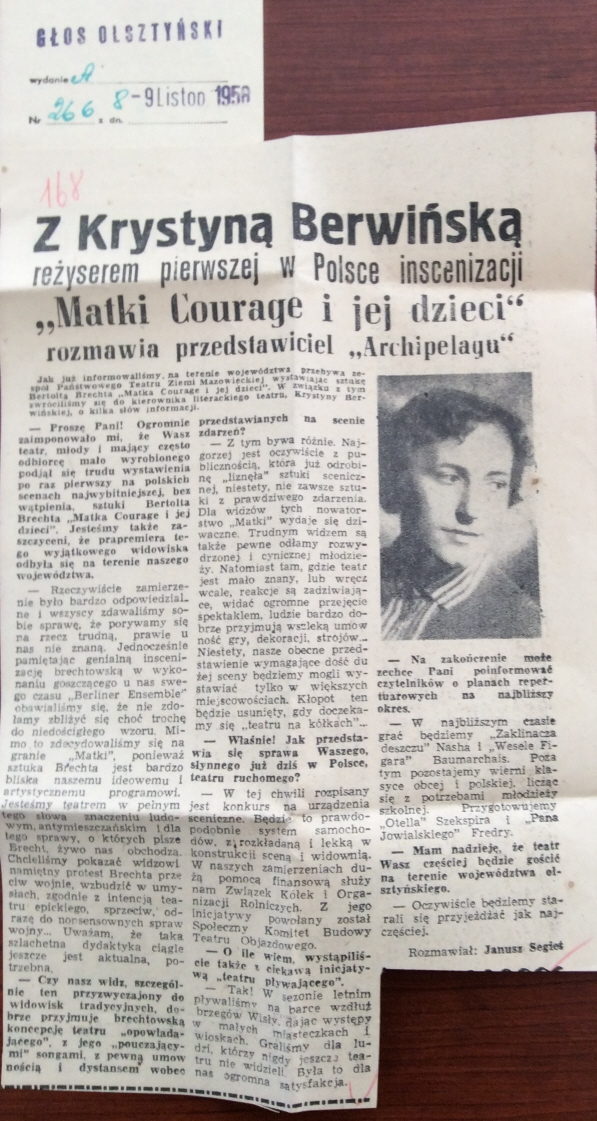 GŁOS OLSZTYŃSKI
wydanie A
Nr 266 z dn. 8-9 Listop 1958
168
Z Krystyną Berwińską
reżyserem pierwszej w Polsce inscenizacji
„Matki Courage i jej dzieci“
rozmawia przedstawiciel „Archipelagu“
Jak już informowaliśmy, na terenie województwa przebywa ze-
spół Państwowego Teatru Ziemi Mazowieckiej wystawiając sztukę
Bertolta Brechta „Matka Courage i jej dzieci“. W związku z tym
zwróciliśmy się do kierownika literackiego teatru, Krystyny Ber-
wińskiej, o kilka słów informacji.
— Proszę Pani! Ogromnie
zaimponowało mi, że Wasz
teatr, młody i mający często
odbiorcę mało wyrobionego
podjął się trudu wystawienia
po raz pierwszy na polskich
scenach najwybitniejszej, bez
wątpienia, sztuki Bertolta
Brechta „Matka Courage i jej
dzieci“. Jesteśmy także za-
szczyceni, że prapremiera te-
go wyjątkowego widowiska
odbyła się na terenie naszego
województwa.
— Rzeczywiście zamierze-
nie było bardzo odpowiedzial-
ne i wszyscy zdawaliśmy so-
bie sprawę, że porywamy się
na rzecz trudną, prawie u
nas nie znaną. Jednocześnie
pamiętając genialną insceni-
zację brechtowską w wyko-
naniu goszczącego u nas swe-
go czasu „Berliner Ensemble“
obawialiśmy się, że nie zdo-
łamy zbliżyć się choć trochę
do niedościgłego wzoru. Mi-
mo to zdecydowaliśmy się na
granie „Matki“, ponieważ
sztuka Brechta jest bardzo
bliska naszemu ideowemu i
artystycznemu programowi.
Jesteśmy teatrem w pełnym
tego słowa znaczeniu ludo-
wym, antymieszczańskim i dla
tego sprawy, o których pisze
Brecht, żywo nas obchodzą.
Chcieliśmy pokazać widzowi
namiętny protest Brechta prze
ciw wojnie, wzbudzić w umy-
słach, zgodnie z intencją tea-
tru epickiego, sprzeciw, od-
razę do nonsensownych spraw
wojny... Uważam, że taka
szlachetna dydaktyka ciągle
jeszcze jest aktualna, po-
trzebna.
— Czy nasz widz, szczegól-
nie ten przyzwyczajony do
widowisk tradycyjnych, do-
brze przyjmuje brechtowską
koncepcję teatru „opowiada-
jącego“, z jego „pouczający-
mi“ songami, z pewną umow
nością i dystansem wobec
przedstawianych na scenie
zdarzeń?
— Z tym bywa różnie. Naj-
gorzej jest oczywiście z pu-
blicznością, która już odrobi-
nę „liznęła“ sztuki scenicz-
nej, niestety, nie zawsze sztu-
ki z prawdziwego zdarzenia.
Dla widzów tych nowator-
stwo „Matki“ wydaje się dzi-
waczne. Trudnym widzem są
także pewne odłamy rozwy-
drzonej i cynicznej młodzie-
ży. Natomiast tam, gdzie teatr
jest mało znany, lub wręcz
wcale, reakcje są zadziwiają-
ce, widać ogromne przejęcie
spektaklem, ludzie bardzo do-
brze przyjmują wszelką umow
ność gry, dekoracji, strojów...
Niestety, nasze obecne przed-
stawienie wymagające dość du
żej sceny będziemy mogli wy-
stawiać tylko w większych
miejscowościach. Kłopot ten
będzie usunięty, gdy doczeka-
my się „teatru na kółkach“...
— Właśnie! Jak przedsta-
wia się sprawa Waszego,
słynnego już dziś w Polsce,
teatru ruchomego?
— W tej chwili rozpisany
jest konkurs na urządzenia
sceniczne. Będzie to prawdo-
podobnie system samocho-
dów, z rozkładaną i lekką w
konstrukcji sceną i widownią.
W naszych zamierzeniach du-
żą pomocą finansową służy
nam Związek Kółek i Orga-
nizacji Rolniczych. Z jego
inicjatywy powołany został
Społeczny Komitet Budowy
Teatru Objazdowego.
— O ile wiem, wystąpiliś-
cie także z ciekawą inicjaty-
wą „teatru pływającego“.
— Tak! W sezonie letnim
pływaliśmy na barce wzdłuż
brzegów Wisły, dając występy
w małych miasteczkach i
wioskach. Graliśmy dla lu-
dzi, którzy nigdy jeszcze tea-
tru nie widzieli. Była to dla
nas ogromna satysfakcja.
— Na zakończenie może
zechce Pani poinformować
czytelników o planach reper-
tuarowych na najbliższy
okres.
— W najbliższym czasie
grać będziemy „Zaklinacza
deszczu“ Nasha i „Wesele Fi-
gara“ Baumarchais. Poza
tym pozostajemy wierni kla-
syce obcej i polskiej, licząc
się z potrzebami młodzieży
szkolnej. Przygotowujemy
„Otella“ Szekspira i „Pana
Jowialskiego“ Fredry.
— Mam nadzieję, że teatr
Wasz częściej będzie gościć
na terenie województwa ol-
sztyńskiego.
— Oczywiście będziemy sta-
rali się przyjeżdżać jak naj-
częściej.
Rozmawiał: Janusz Segiet